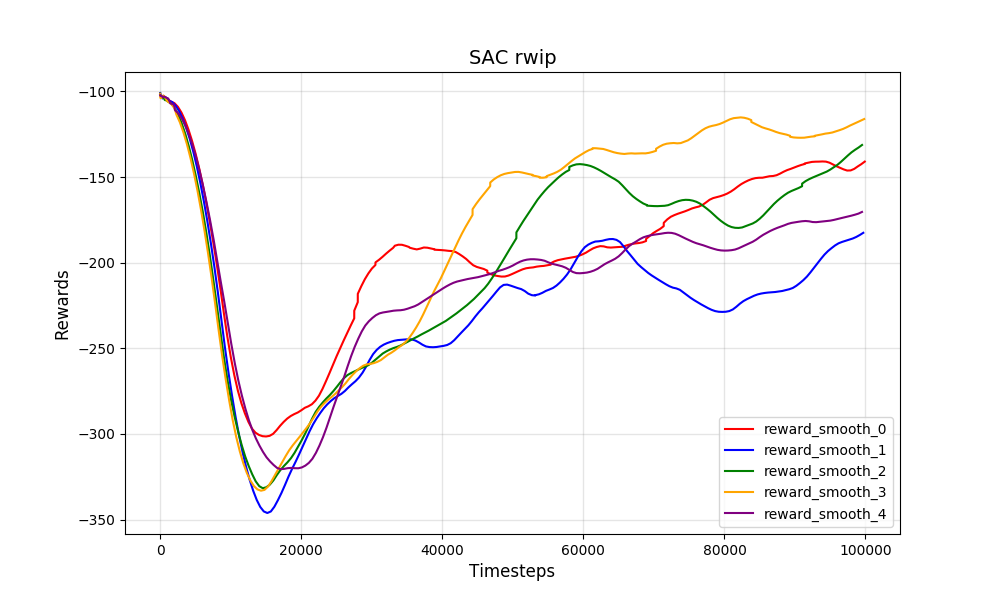 SAC rwip
Rewards
−100
−150
−200
−250
−300
−350
0
20000
40000
60000
80000
100000
Timesteps
reward_smooth_0
reward_smooth_1
reward_smooth_2
reward_smooth_3
reward_smooth_4